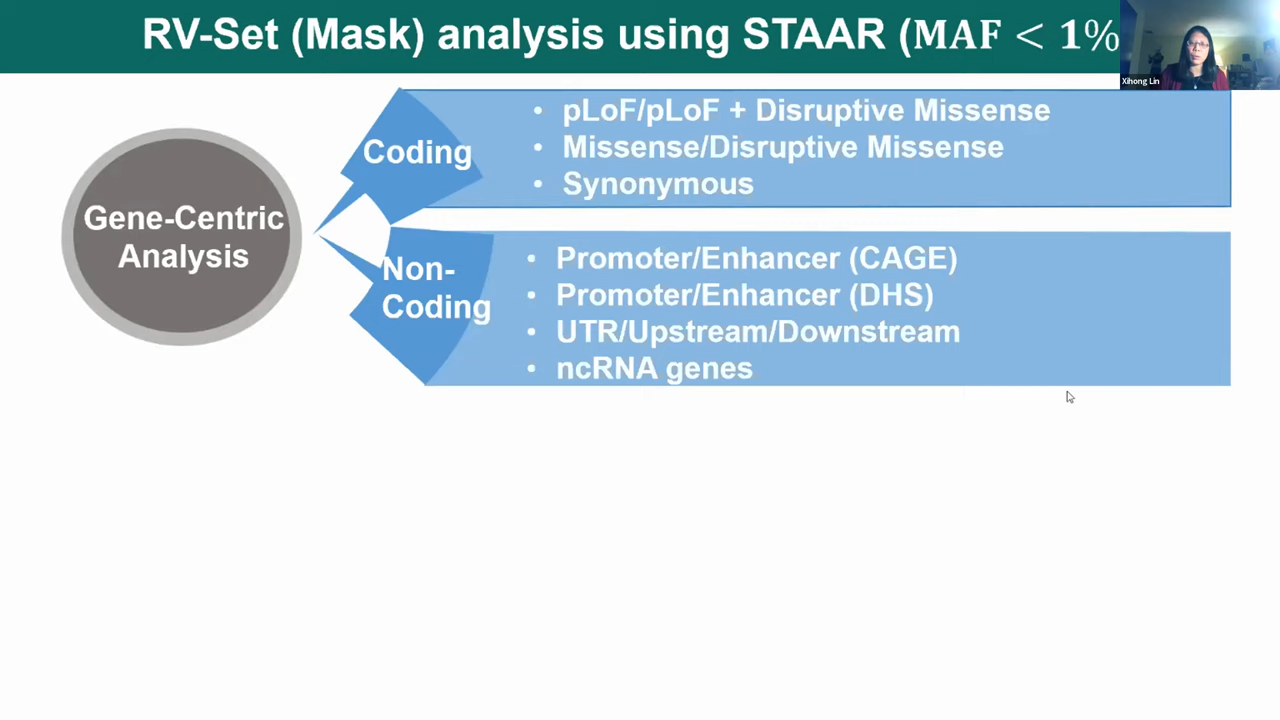 RV-Set (Mask) analysis using STAAR (MAF < 1%
Xihong Lin
Gene-Centric
Analysis
Coding
• pLoF/pLoF + Disruptive Missense
• Missense/Disruptive Missense
• Synonymous
Non-
Coding
• Promoter/Enhancer (CAGE)
• Promoter/Enhancer (DHS)
• UTR/Upstream/Downstream
• ncRNA genes